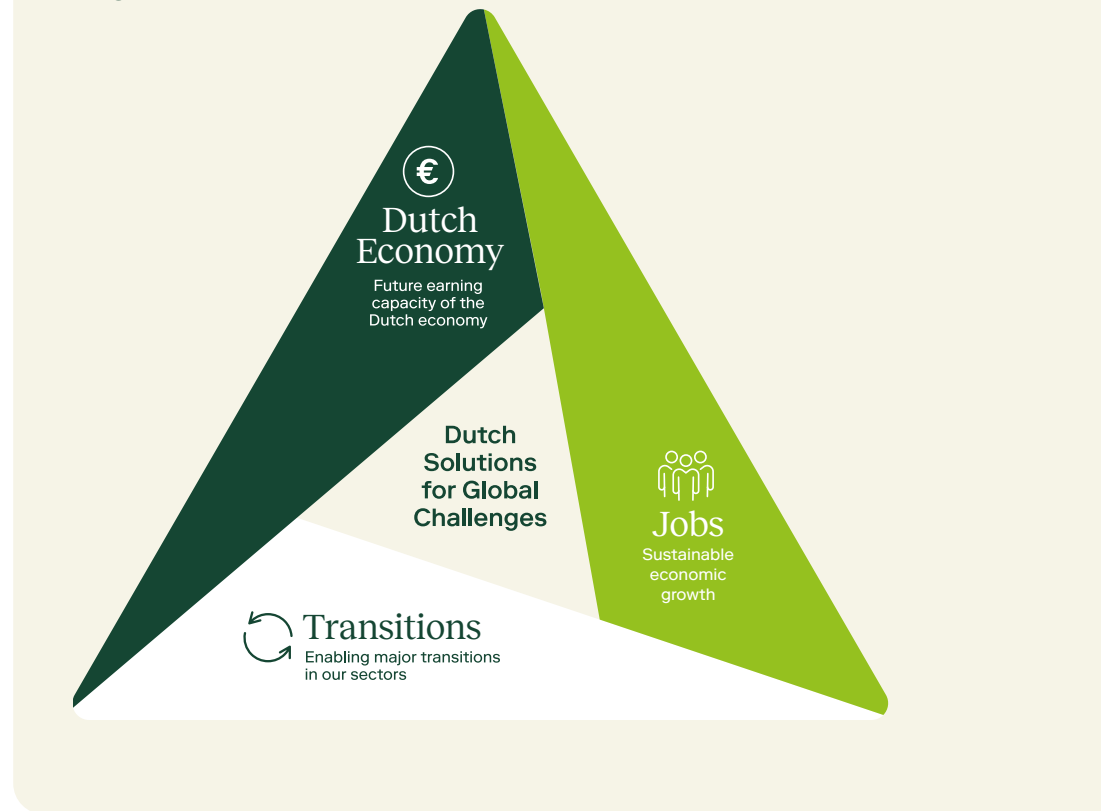 €
Dutch
Economy
Future earning
capacity of the
Dutch economy
Dutch
Solutions
for Global
Challenges
Jobs
Sustainable
economic
growth
Transitions
Enabling major transitions
in our sectors